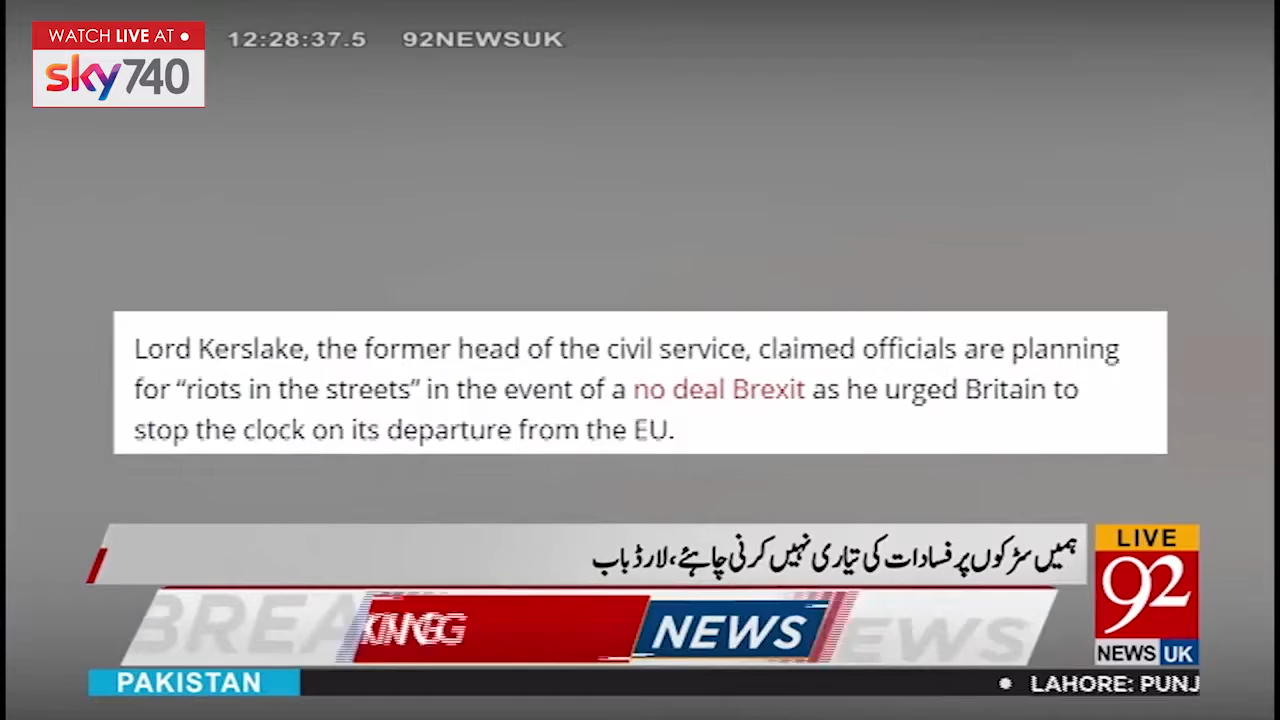 WATCH LIVE AT
sky740
12:28:37.5 92NEWSUK
Lord Kerslake, the former head of the civil service, claimed officials are planning
for “riots in the streets” in the event of a no deal Brexit as he urged Britain to
stop the clock on its departure from the EU.
ہمیں سڑکوں پر فسادات کی تیاری نہیں کرنی چاہئے، لارڈ باب
NEWS
LIVE
92
NEWS UK
PAKISTAN
LAHORE: PUNJ